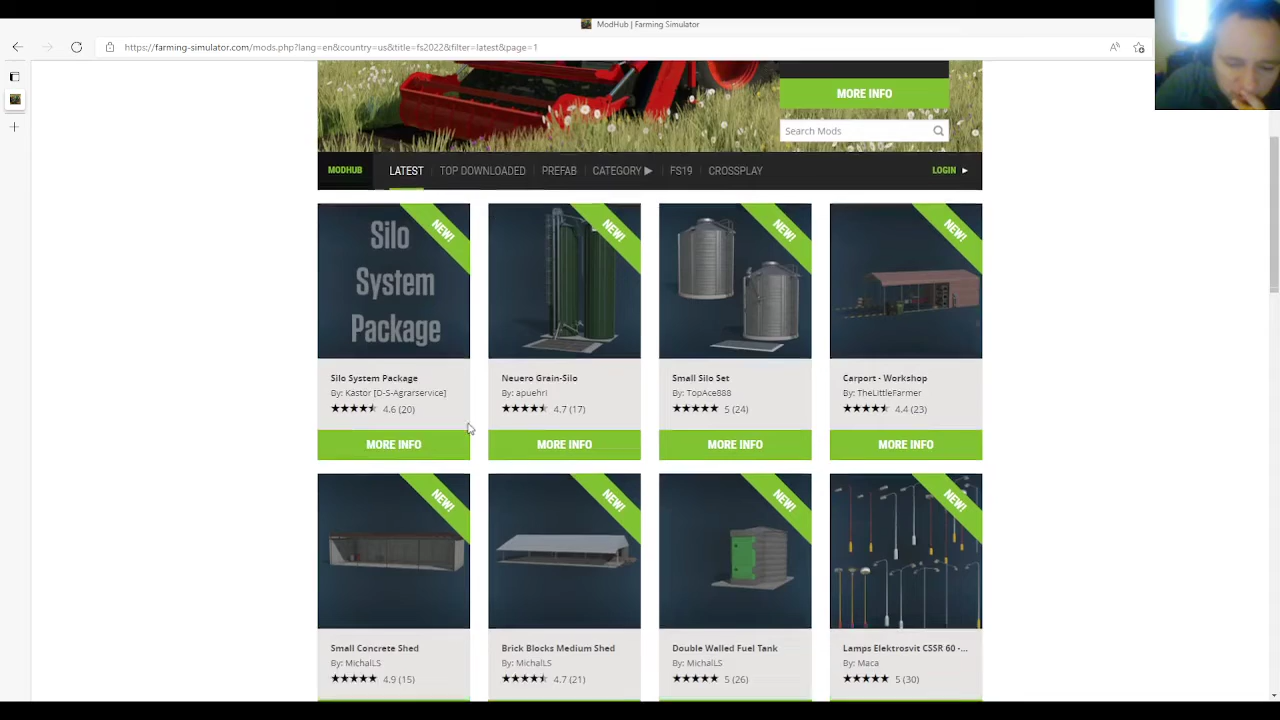 ModHub | Farming Simulator
https://farming-simulator.com/mods.php?lang=en&country=us&title=fs2022&filter=latest&page=1
MORE INFO
Search Mods
MODHUB LATEST TOP DOWNLOADED PREFAB CATEGORY ▶ FS19 CROSSPLAY LOGIN ▶
NEW! NEW! NEW! NEW!
Silo
System
Package
Silo System Package Neuero Grain-Silo Small Silo Set Carport - Workshop
By: Kastor [D-S-Agrarservice] By: apuehri By: TopAce888 By: TheLittleFarmer
4.6 (20) 4.7 (17) 5 (24) 4.4 (23)
MORE INFO MORE INFO MORE INFO MORE INFO
NEW! NEW! NEW! NEW!
Small Concrete Shed Brick Blocks Medium Shed Double Walled Fuel Tank Lamps Elektrosvit CSSR 60 -...
By: MichalLS By: MichalLS By: MichalLS By: Maca
4.9 (15) 4.7 (21) 5 (26) 5 (30)